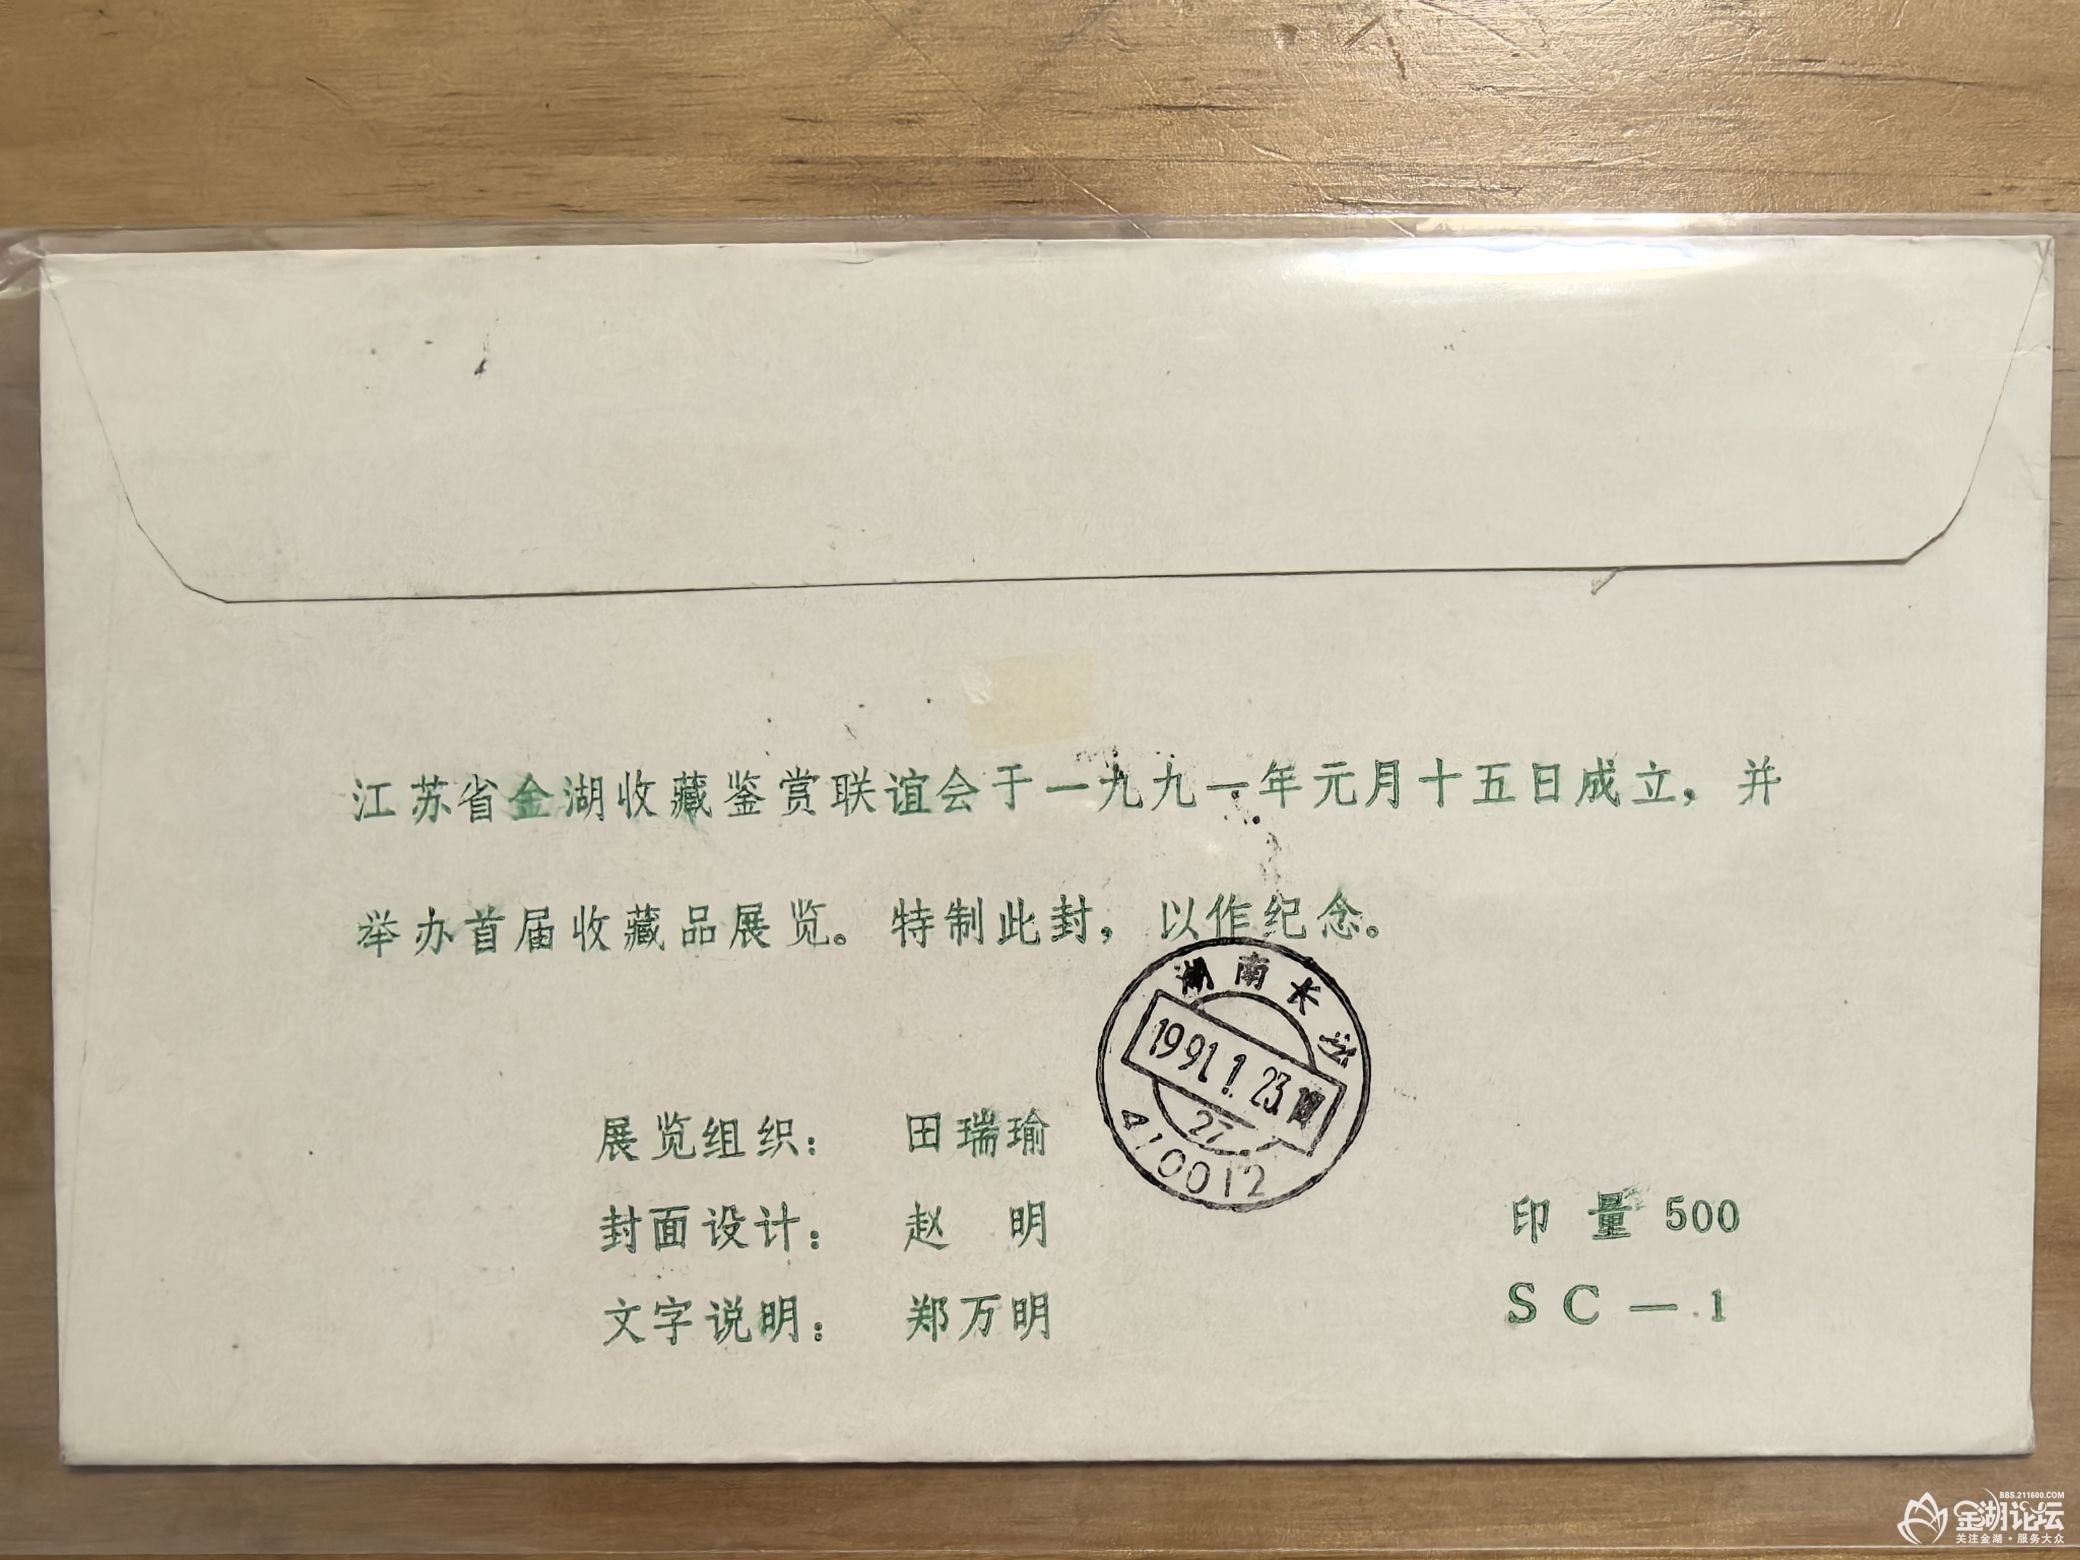 江苏省金湖收藏鉴赏联谊会于一九九一年元月十五日成立，并
举办首届收藏品展览。特制此封，以作纪念。
湖南长沙
1991.1.23.
27
410012
展览组织： 田瑞瑜
封面设计： 赵 明
文字说明： 郑万明
印 量 500
SC—1
BBS.211600.COM
金湖论坛
关注金湖·服务大众